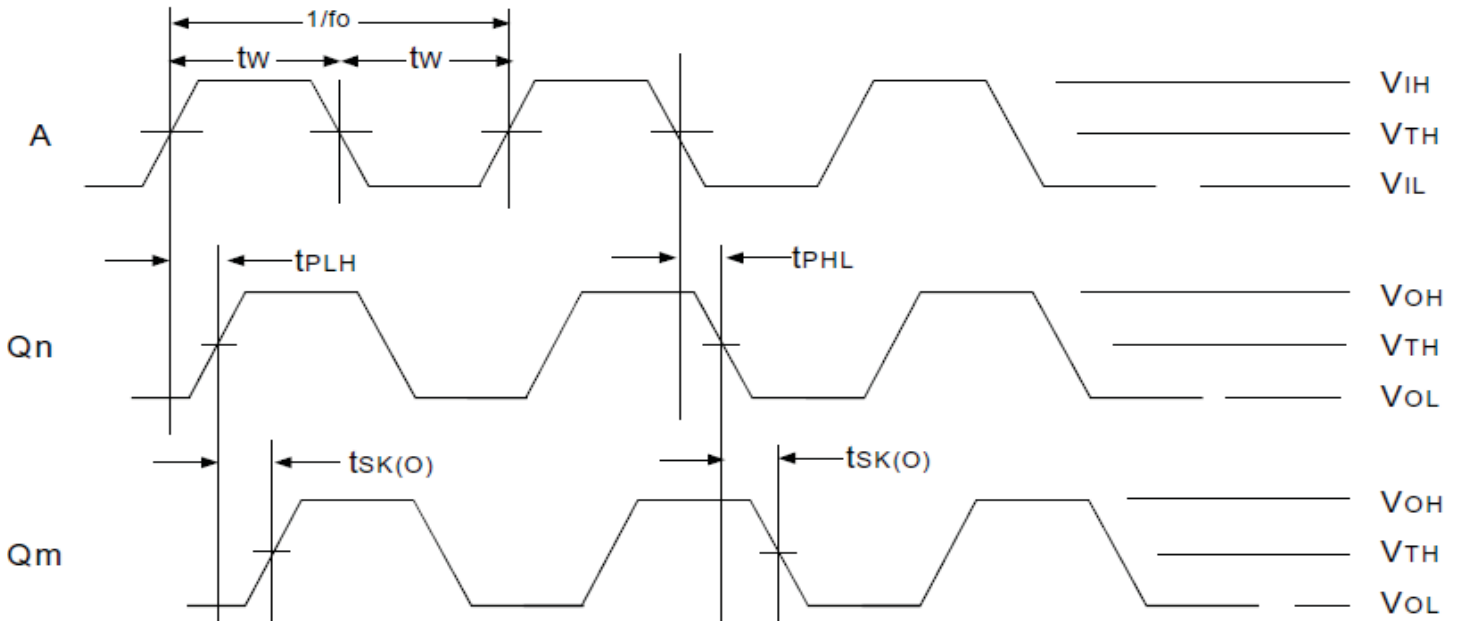 1/fo
tW tW
A
VIH
VTH
VIL
tPLH
tPHL
Qn
VOH
VTH
VOL
tSK(O)
tSK(O)
Qm
VOH
VTH
VOL